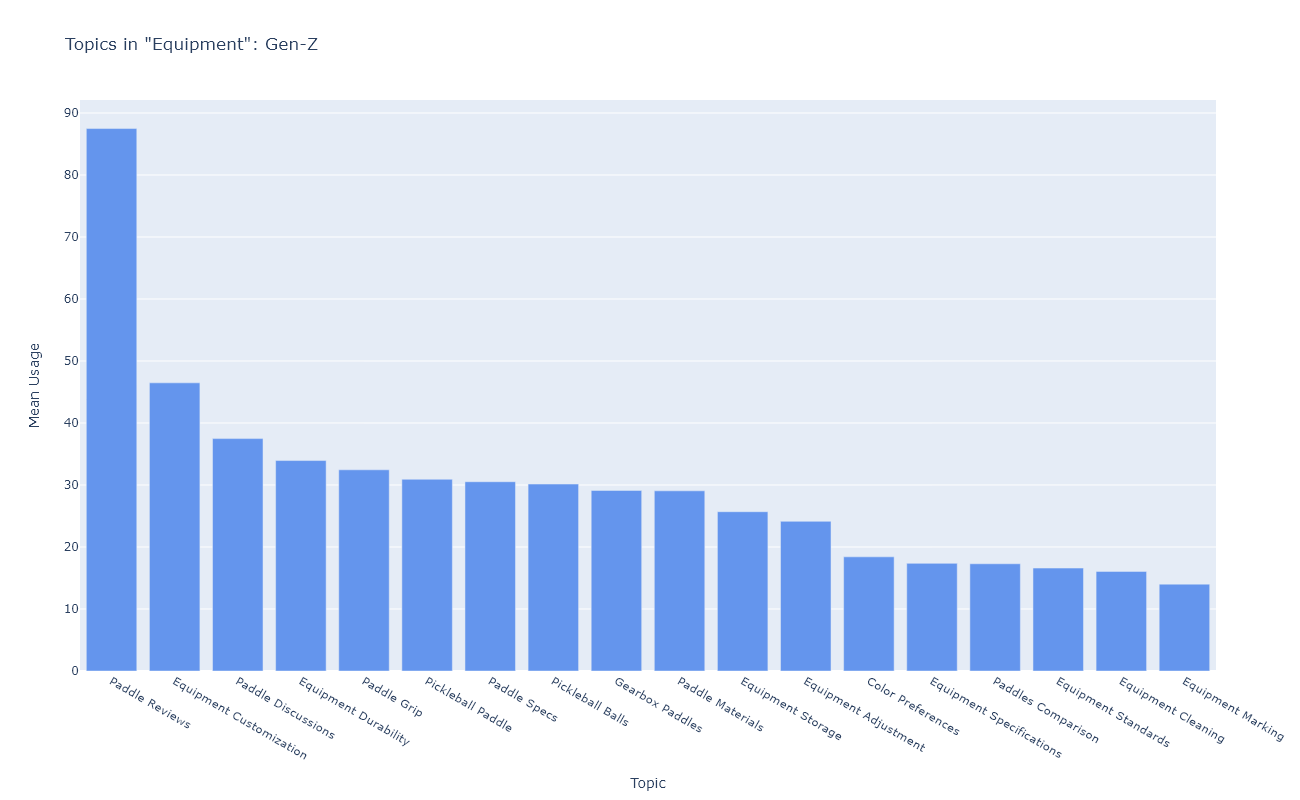 Topics in "Equipment": Gen-Z
90
80
70
60
50
40
30
20
10
0
Mean Usage
Paddle Reviews
Equipment Customization
Paddle Discussions
Equipment Durability
Paddle Grip
Pickleball Paddle
Paddle Specs
Pickleball Balls
Gearbox Paddles
Paddle Materials
Equipment Storage
Equipment Adjustment
Color Preferences
Equipment Specifications
Paddles Comparison
Equipment Standards
Equipment Cleaning
Equipment Marking
Topic